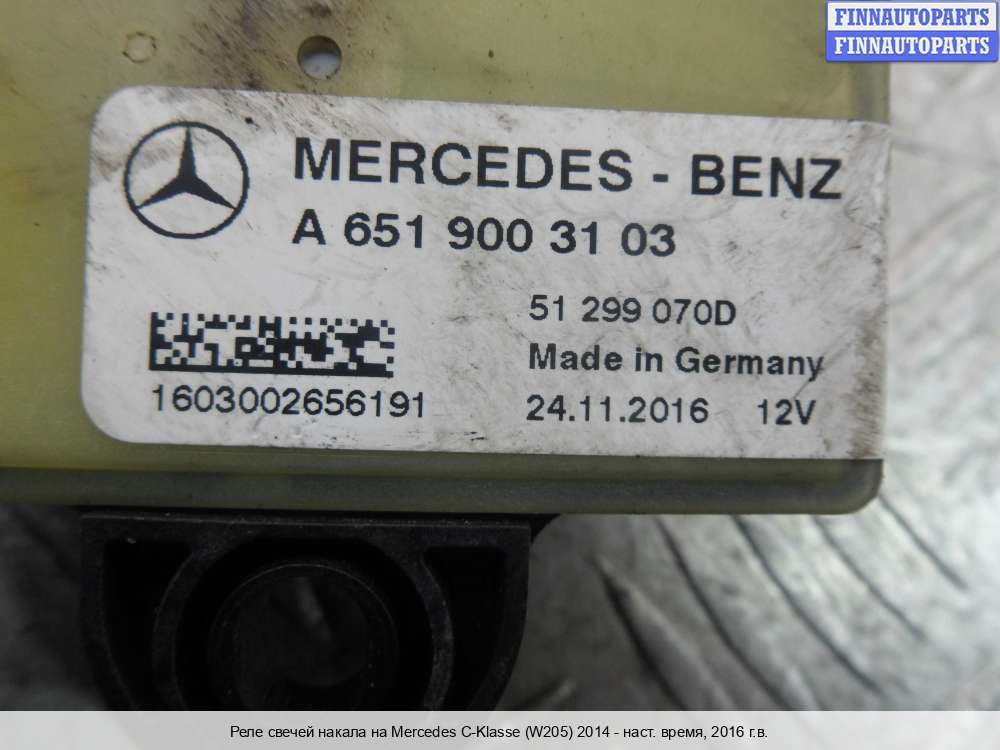 FINNAUTOPARTS
FINNAUTOPARTS
MERCEDES - BENZ
A 651 900 31 03
51 299 070D
Made in Germany
1603002656191
24.11.2016 12V
Реле свечей накала на Mercedes C-Klasse (W205) 2014 - наст. время, 2016 г.в.